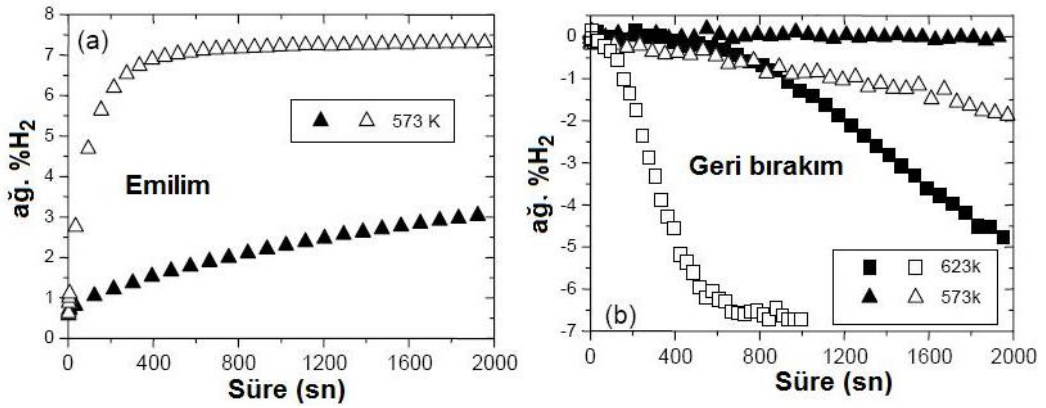 (a)
8
7
6
5
4
3
2
1
0
ağ. %H2
573 K
Emilim
0 400 800 1200 1600 2000
Süre (sn)
0
-1
-2
-3
-4
-5
-6
-7
ağ. %H2
Geri bırakım
623k
573k
(b)
0 400 800 1200 1600 2000
Süre (sn)